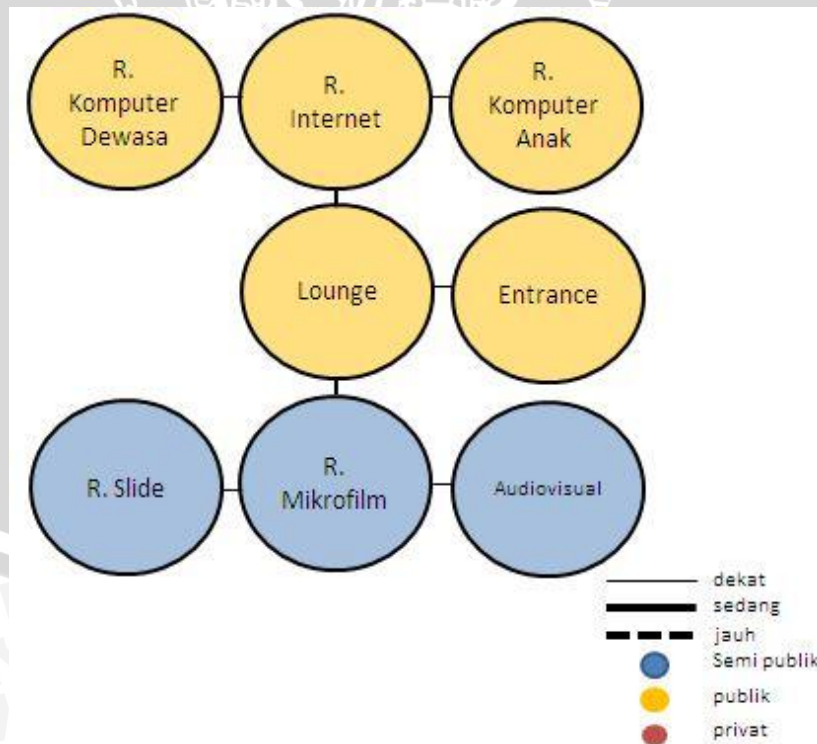 R.
Komputer
Dewasa
R.
Internet
R.
Komputer
Anak
Lounge
Entrance
R. Slide
R.
Mikrofilm
Audiovisual
dekat
sedang
jauh
Semi publik
publik
privat